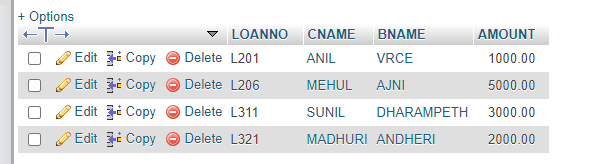 + Options
LOANNO CNAME BNAME AMOUNT
Edit Copy Delete L201 ANIL VRCE 1000.00
Edit Copy Delete L206 MEHUL AJNI 5000.00
Edit Copy Delete L311 SUNIL DHARAMPETH 3000.00
Edit Copy Delete L321 MADHURI ANDHERI 2000.00